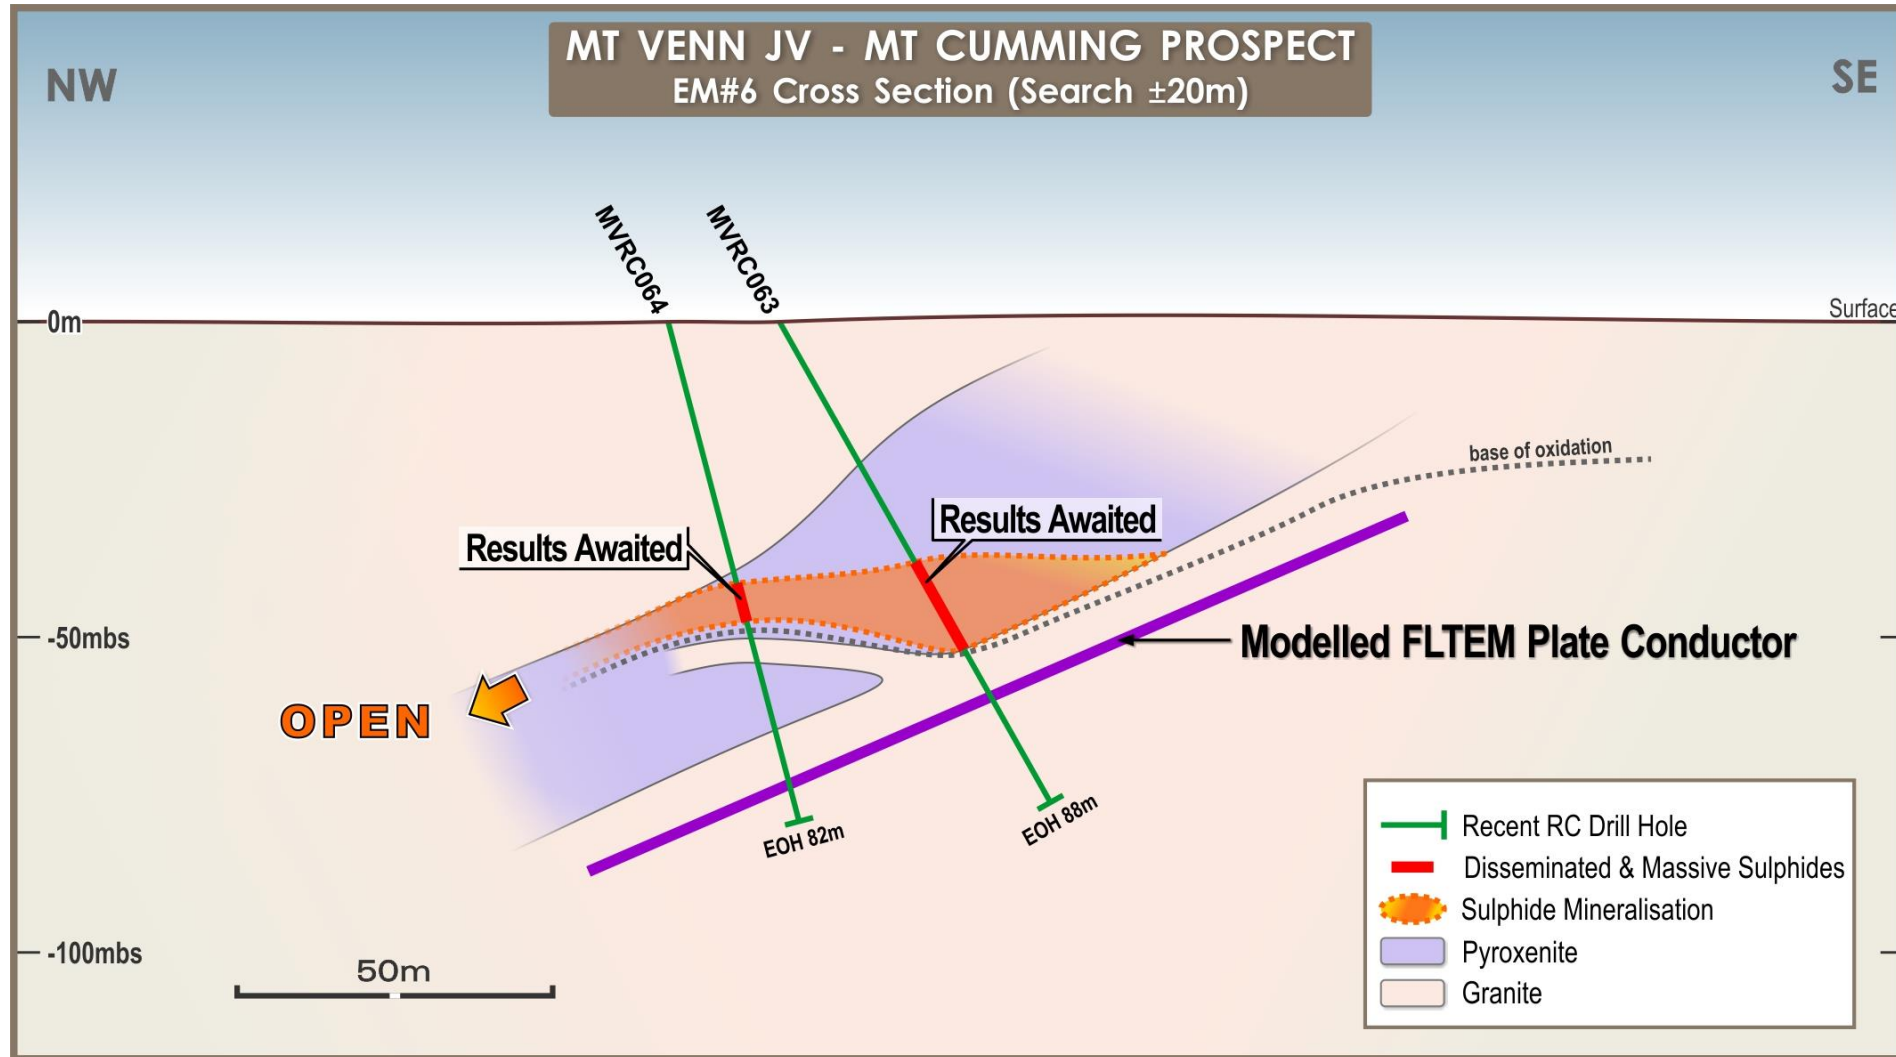 MT VENN JV - MT CUMMING PROSPECT
EM#6 Cross Section (Search ±20m)
NW
SE
MVRC064
MVRC063
0m
Surface
base of oxidation
Results Awaited
Results Awaited
-50mbs
Modelled FLTEM Plate Conductor
OPEN
EOH 82m
EOH 88m
-100mbs
50m
Recent RC Drill Hole
Disseminated & Massive Sulphides
Sulphide Mineralisation
Pyroxenite
Granite